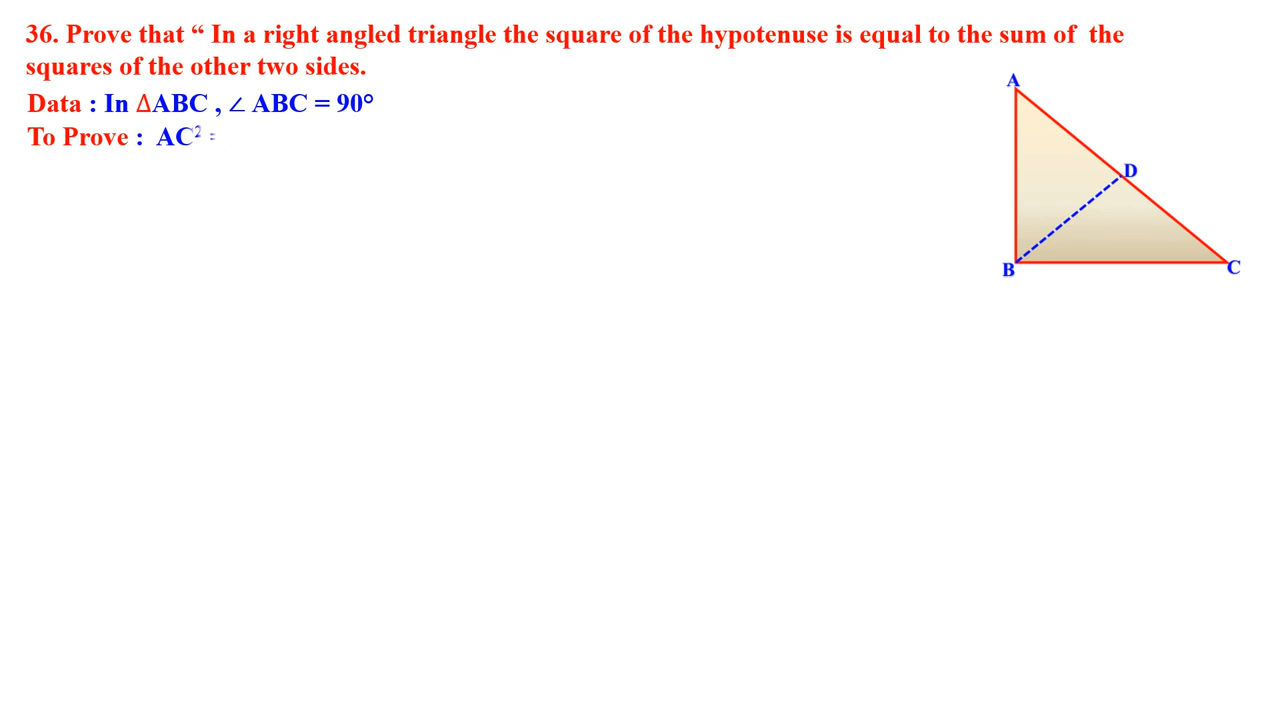 36. Prove that “ In a right angled triangle the square of the hypotenuse is equal to the sum of the
squares of the other two sides.
Data : In ΔABC , ∠ ABC = 90°
To Prove : AC² =
A
D
B
C